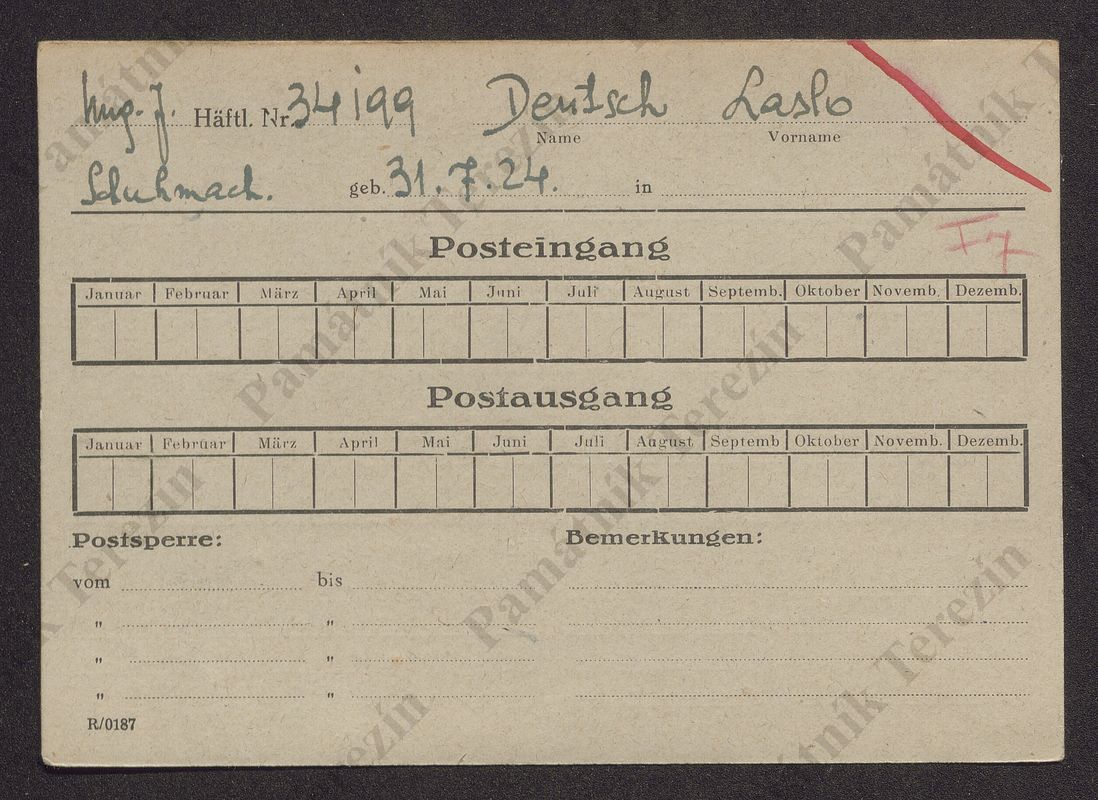 Ung. J. Häftl. Nr. 34199 Deutsch Laslo
Name Vorname
Schuhmach. geb. 31.7.24. in
I 7
Posteingang
Januar Februar März April Mai Juni Juli August Septemb. Oktober Novemb. Dezemb.
Postausgang
Januar Februar März April Mai Juni Juli August Septemb Oktober Novemb. Dezemb.
Postsperre: Bemerkungen:
vom bis
" "
" "
" "
R/0187
Památník Terezín